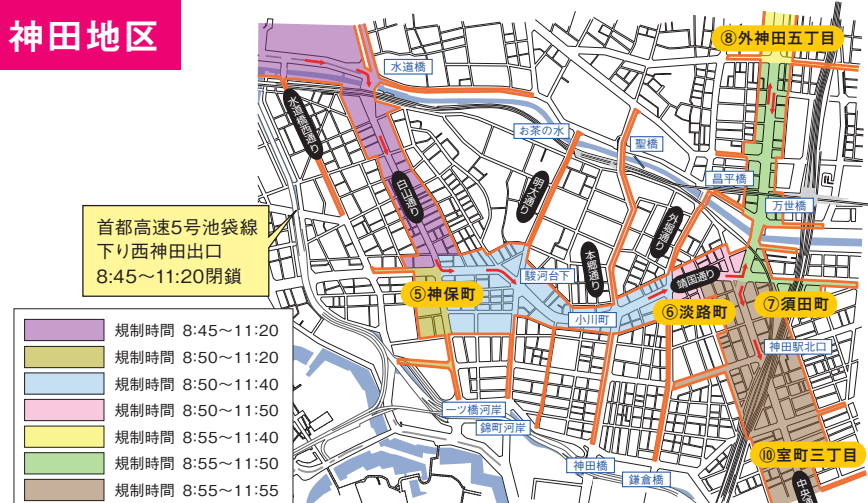 神田地区
⑧外神田五丁目
水道橋
水道橋西通り
お茶の水
聖橋
昌平橋
万世橋
白山通り
明大通り
外堀通り
本郷通り
首都高速5号池袋線
下り西神田出口
8:45～11:20閉鎖
⑤神保町
駿河台下
靖国通り
小川町
⑥淡路町
⑦須田町
神田駅北口
規制時間 8:45～11:20
規制時間 8:50～11:20
規制時間 8:50～11:40
規制時間 8:50～11:50
規制時間 8:55～11:40
規制時間 8:55～11:50
規制時間 8:55～11:55
一ツ橋河岸
錦町河岸
神田橋
鎌倉橋
⑩室町三丁目
中央